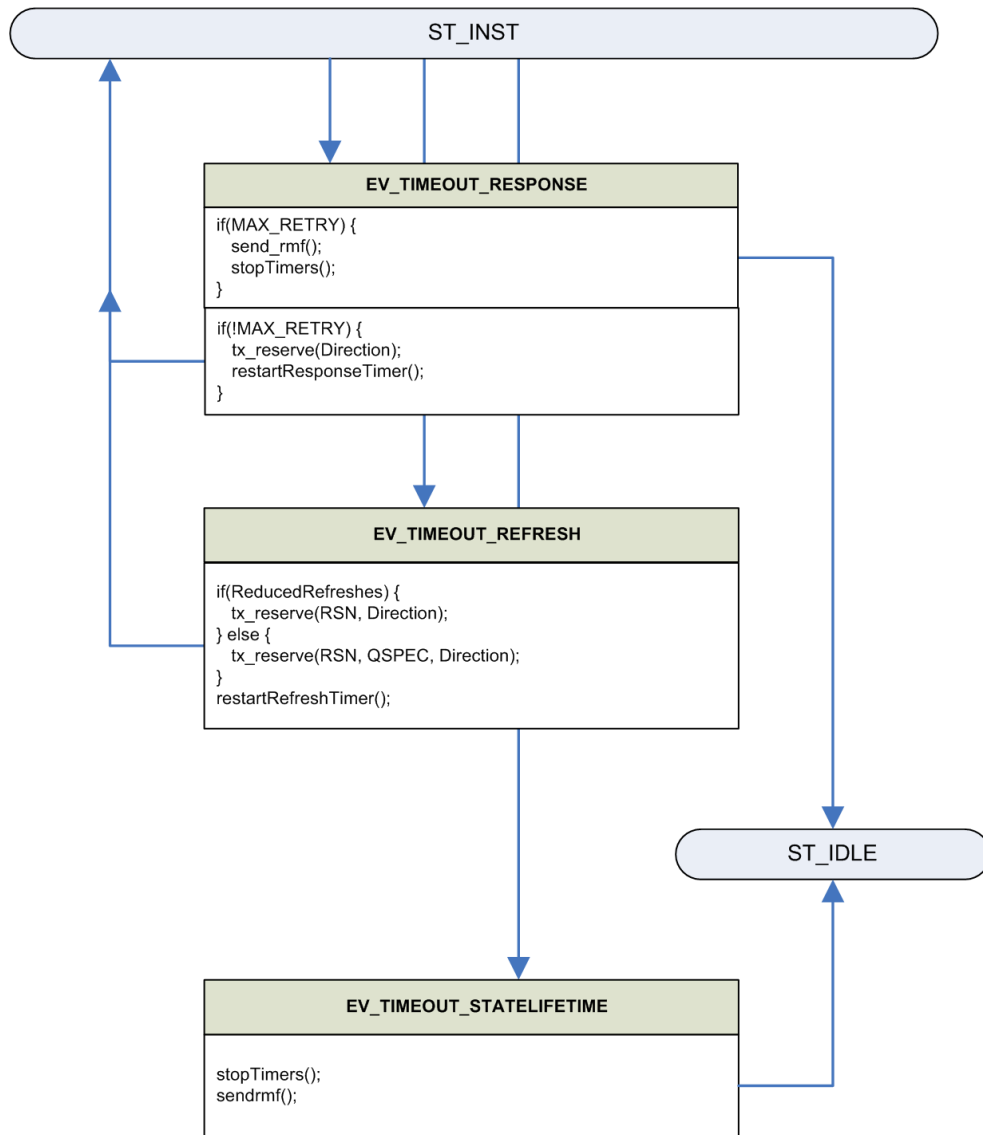 ST_INST
EV_TIMEOUT_RESPONSE
if(MAX_RETRY) {
send_rmf();
stopTimers();
}
if(!MAX_RETRY) {
tx_reserve(Direction);
restartResponseTimer();
}
EV_TIMEOUT_REFRESH
if(ReducedRefreshes) {
tx_reserve(RSN, Direction);
} else {
tx_reserve(RSN, QSPEC, Direction);
}
restartRefreshTimer();
ST_IDLE
EV_TIMEOUT_STATELIFETIME
stopTimers();
sendrmf();